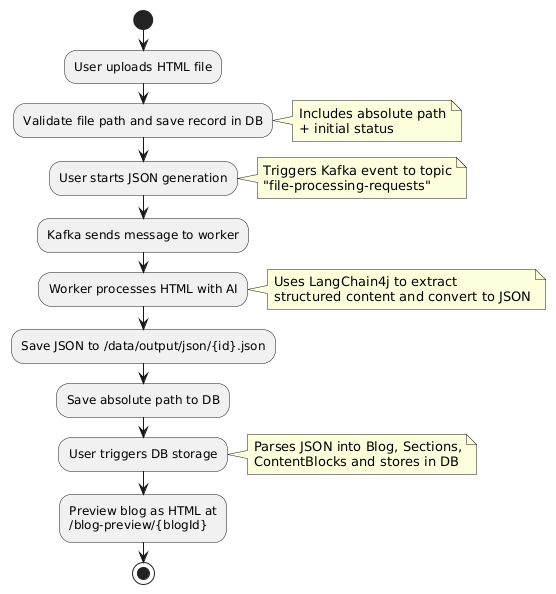 User uploads HTML file
Validate file path and save record in DB
Includes absolute path
+ initial status
User starts JSON generation
Triggers Kafka event to topic
"file-processing-requests"
Kafka sends message to worker
Worker processes HTML with AI
Uses LangChain4j to extract
structured content and convert to JSON
Save JSON to /data/output/json/{id}.json
Save absolute path to DB
User triggers DB storage
Parses JSON into Blog, Sections,
ContentBlocks and stores in DB
Preview blog as HTML at
/blog-preview/{blogId}